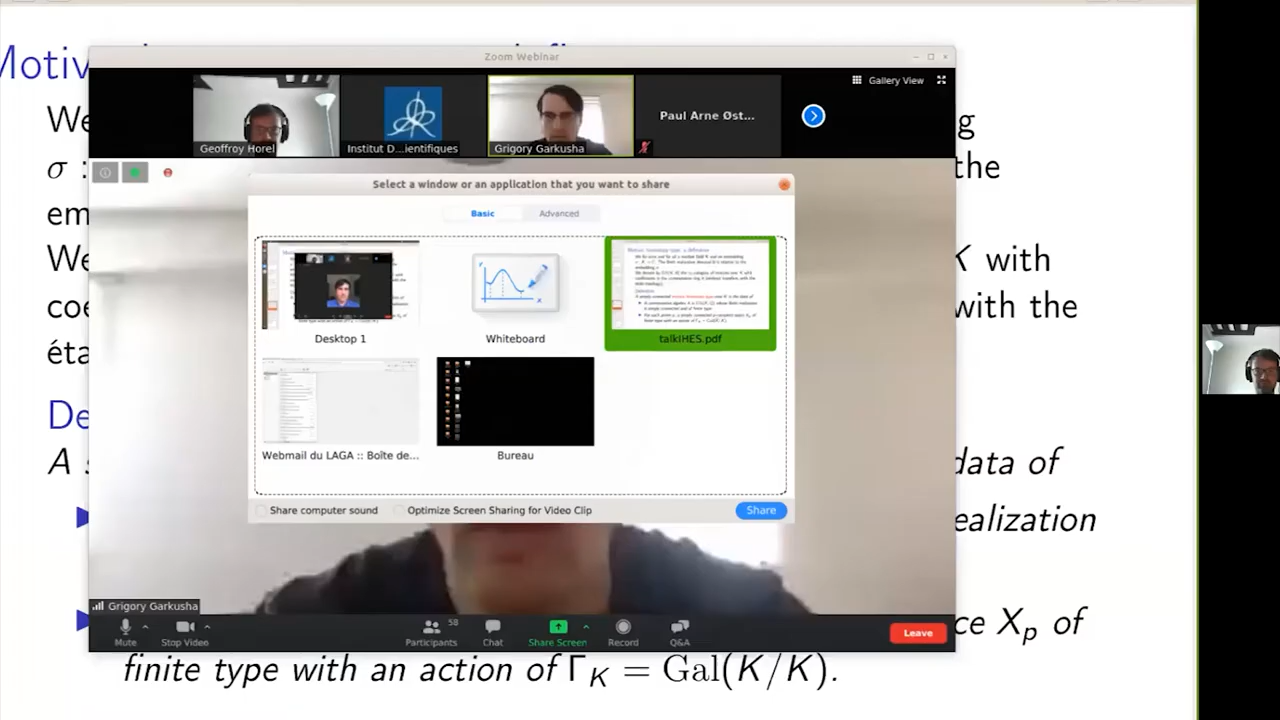 Motiv
Zoom Webinar
Gallery View
Geoffroy Horel
Institut D...ientifiques
Grigory Garkusha
Paul Arne Øst...
We
g
σ :
the
em
We
K with
coe
with the
éta
De
A s
data of
ealization
ce Xp of
finite type with an action of ΓK = Gal(K/K).
Select a window or an application that you want to share
Basic
Advanced
Desktop 1
Whiteboard
talkIHES.pdf
Webmail du LAGA :: Boîte de...
Bureau
Share computer sound
Optimize Screen Sharing for Video Clip
Share
Grigory Garkusha
Mute
Stop Video
Participants
58
Chat
Share Screen
Record
Q&A
Leave